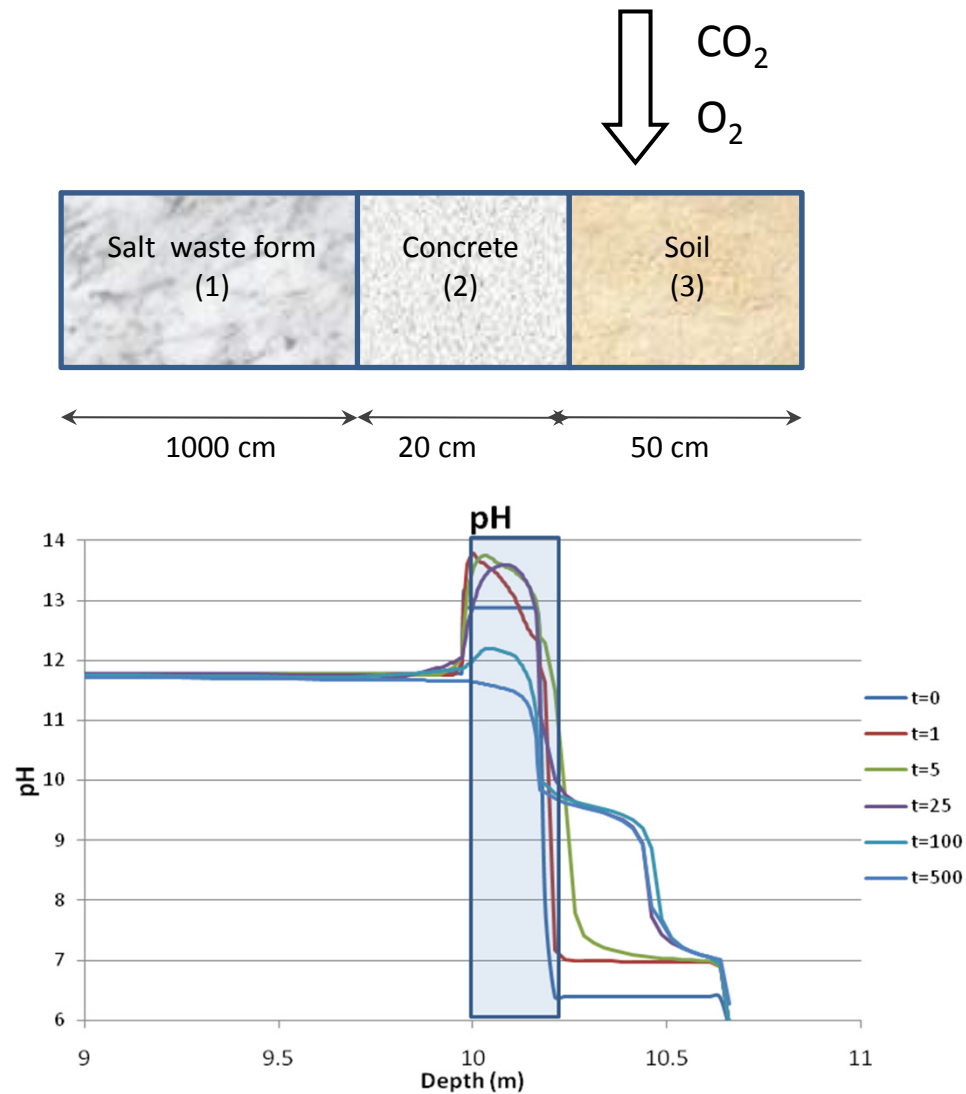 CO₂
O₂
Salt waste form
(1)
Concrete
(2)
Soil
(3)
1000 cm
20 cm
50 cm
pH
14
13
12
11
10
9
8
7
6
pH
9
9.5
10
10.5
11
Depth (m)
t=0
t=1
t=5
t=25
t=100
t=500